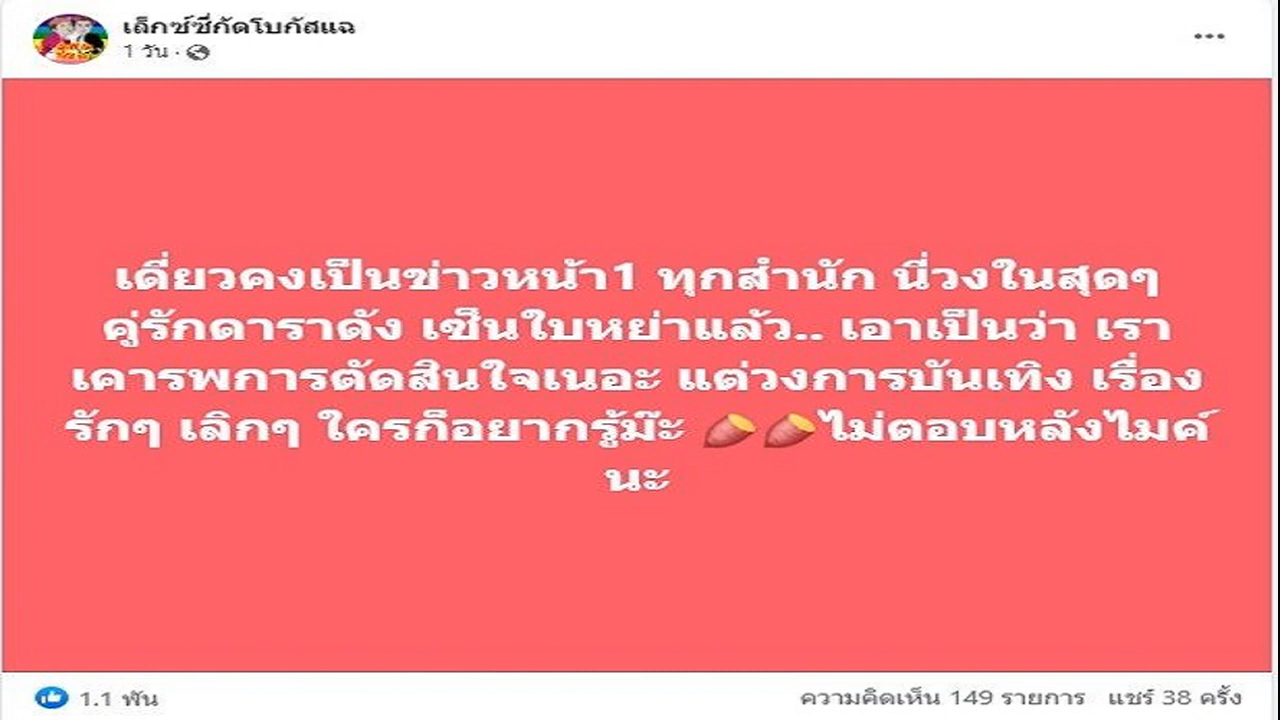 เล็กซ์ซี่กัดโบกัสแฉ
1 วัน ·
เดี่ยวคงเป็นข่าวหน้า1 ทุกสำนัก นี่วงในสุดๆ
คู่รักดาราดัง เซ็นใบหย่าแล้ว.. เอาเป็นว่า เรา
เคารพการตัดสินใจเนอะ แต่วงการบันเทิง เรื่อง
รักๆ เลิกๆ ใครก็อยากรู้ม๊ะ 🍠🍠ไม่ตอบหลังไมค์
นะ
1.1 พัน ความคิดเห็น 149 รายการ แชร์ 38 ครั้ง